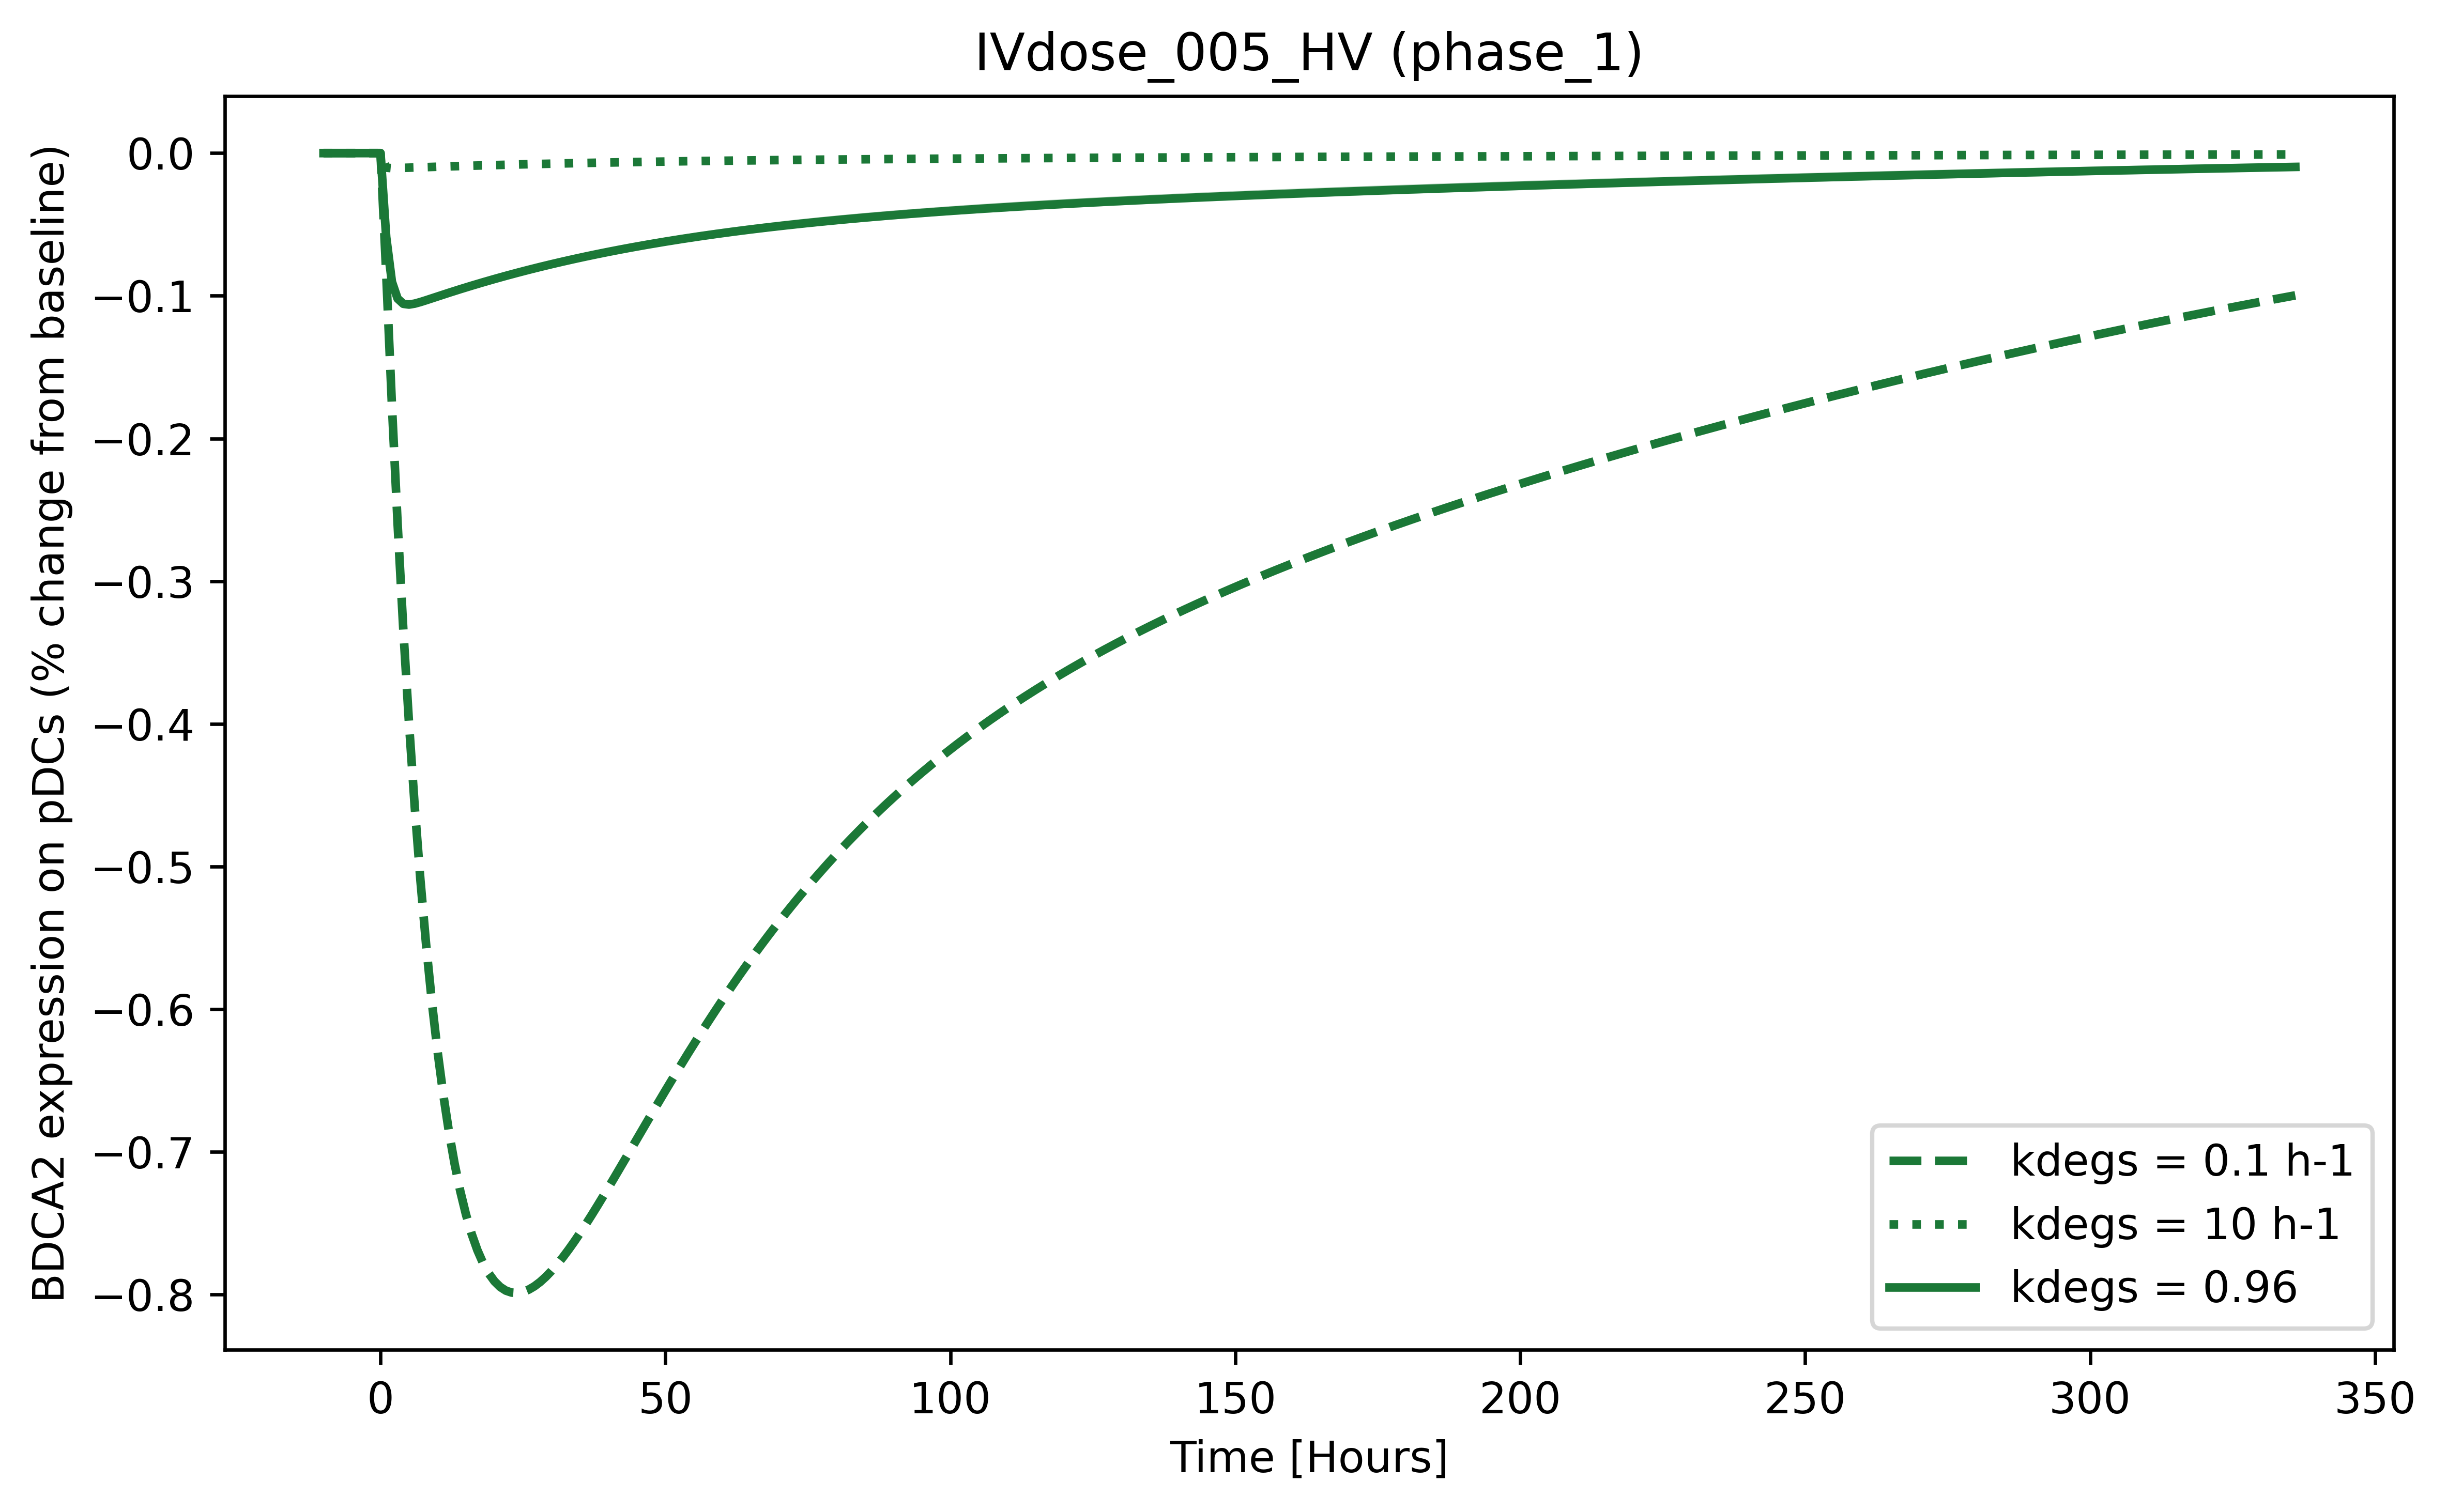 IVdose_005_HV (phase_1)
BDCA2 expression on pDCs (% change from baseline)
0.0
−0.1
−0.2
−0.3
−0.4
−0.5
−0.6
−0.7
−0.8
kdegs = 0.1 h-1
kdegs = 10 h-1
kdegs = 0.96
0 50 100 150 200 250 300 350
Time [Hours]